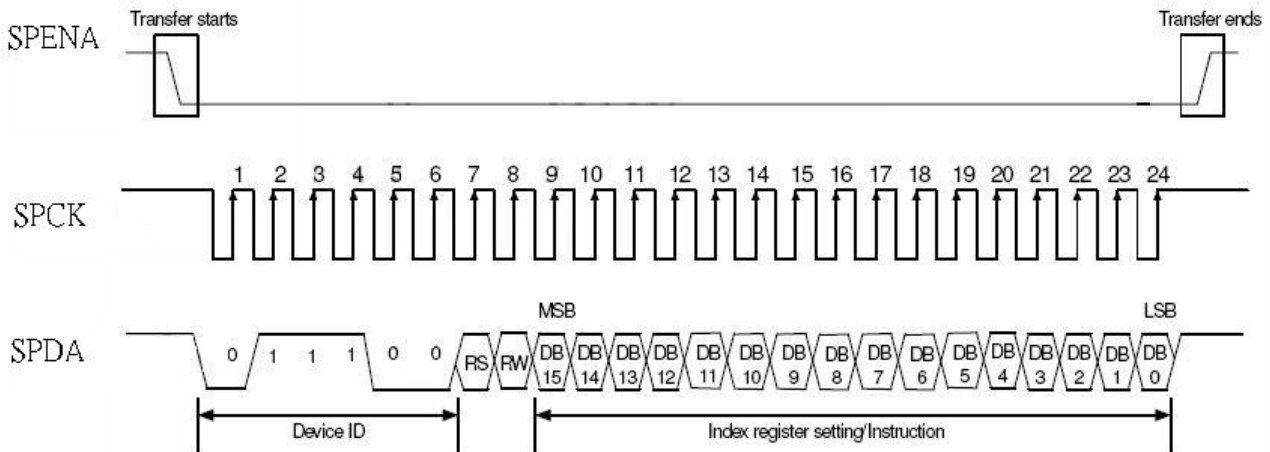 Transfer starts
Transfer ends
SPENA
1 2 3 4 5 6 7 8 9 10 11 12 13 14 15 16 17 18 19 20 21 22 23 24
SPCK
MSB
LSB
SPDA
0 1 1 1 0 0 RS RW DB DB DB DB DB DB DB DB DB DB DB DB DB DB DB DB
15 14 13 12 11 10 9 8 7 6 5 4 3 2 1 0
Device ID
Index register setting/Instruction